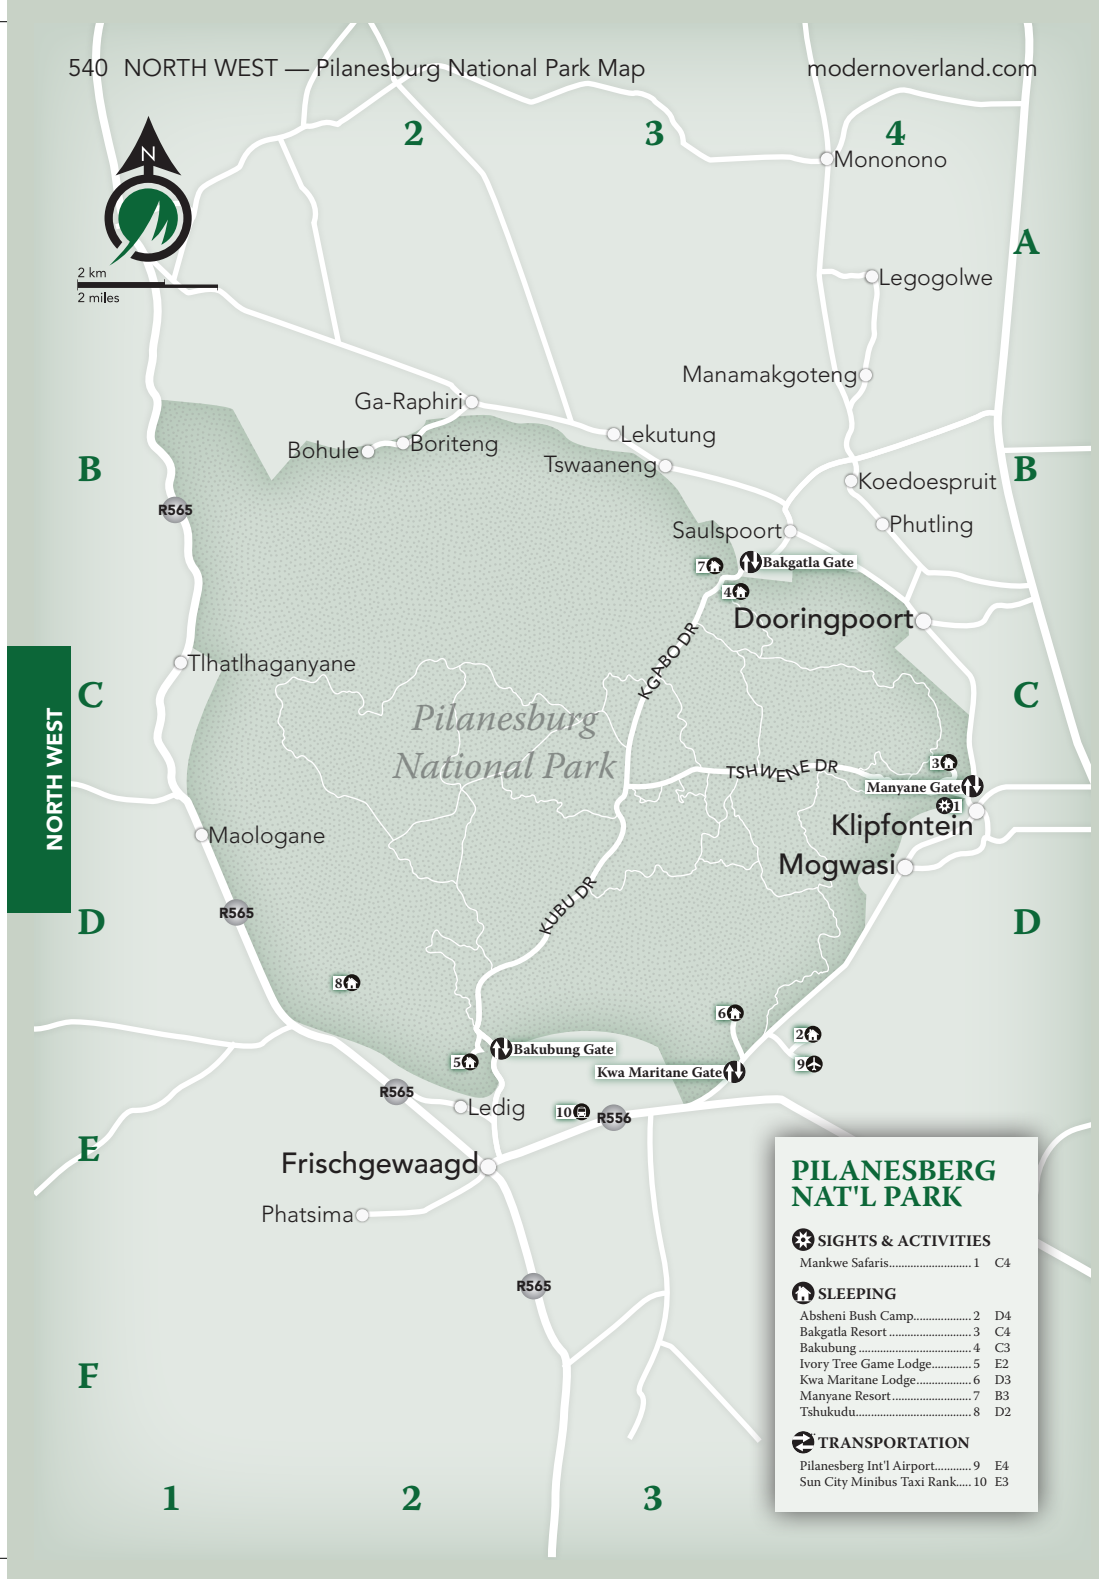 540 NORTH WEST — Pilanesburg National Park Map
modernoverland.com
2
3
4
N
Mononono
A
2 km
2 miles
Legogolwe
Manamakgoteng
Ga-Raphiri
Lekutung
Bohule
Boriteng
Tswaaneng
B
B
Koedoespruit
R565
Phutling
Saulspoort
7
Bakgatla Gate
4
Dooringpoort
KGABO DR
Tlhatlhaganyane
C
C
NORTH WEST
Pilanesburg
National Park
TSHWENE DR
3
Manyane Gate
1
Klipfontein
Maologane
Mogwasi
KUBU DR
R565
D
D
8
6
2
Bakubung Gate
5
9
Kwa Maritane Gate
R565
Ledig
10
R556
E
Frischgewaagd
Phatsima
R565
F
1
2
3
PILANESBERG
NAT'L PARK
SIGHTS & ACTIVITIES
Mankwe Safaris...........................1 C4
SLEEPING
Absheni Bush Camp...................2 D4
Bakgatla Resort...........................3 C4
Bakubung.....................................4 C3
Ivory Tree Game Lodge.............5 E2
Kwa Maritane Lodge..................6 D3
Manyane Resort..........................7 B3
Tshukudu......................................8 D2
TRANSPORTATION
Pilanesberg Int'l Airport............9 E4
Sun City Minibus Taxi Rank.....10 E3